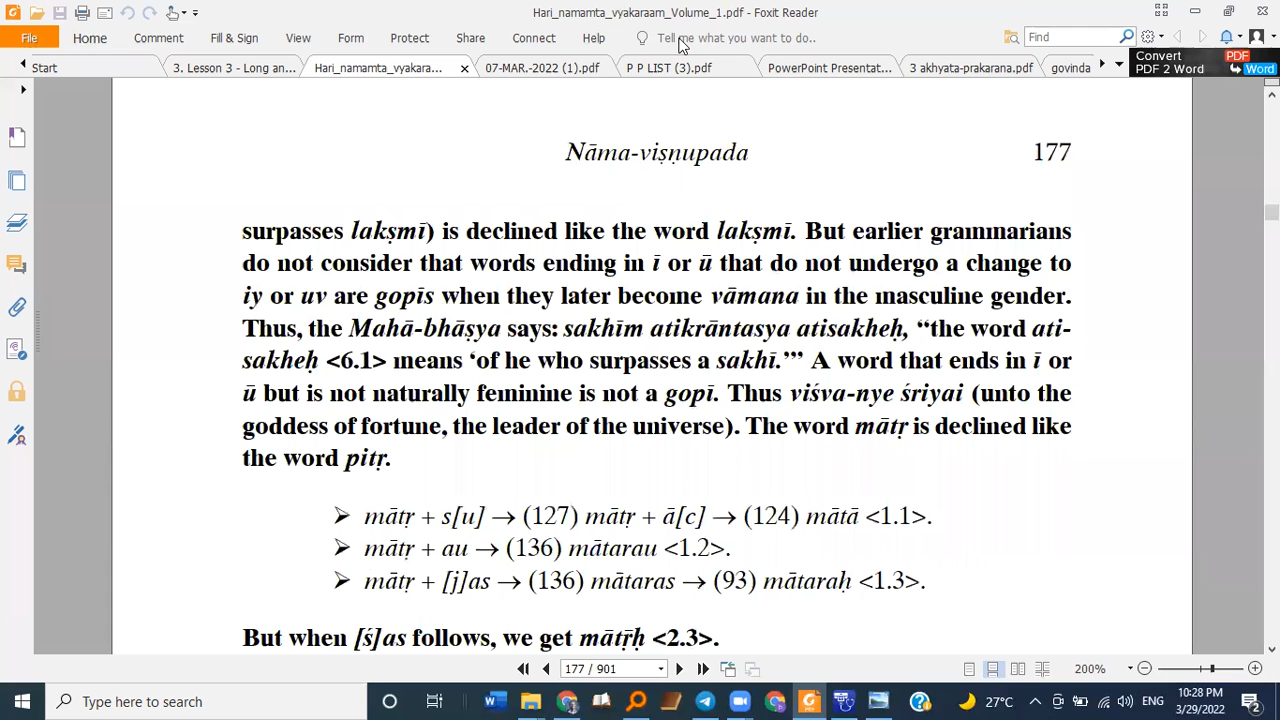 Hari_namamta_vyakaraam_Volume_1.pdf - Foxit Reader
File Home Comment Fill & Sign View Form Protect Share Connect Help Tell me what you want to do.. Find
Start 3. Lesson 3 - Long an... Hari_namamta_vyakara... 07-MAR.-2022 (1).pdf P P LIST (3).pdf PowerPoint Presentat... 3 akhyata-prakarana.pdf govinda
Convert PDF
PDF 2 Word Word
Nāma-viṣṇupada 177
surpasses lakṣmī) is declined like the word lakṣmī. But earlier grammarians
do not consider that words ending in ī or ū that do not undergo a change to
iy or uv are gopīs when they later become vāmana in the masculine gender.
Thus, the Mahā-bhāṣya says: sakhīm atikrāntasya atisakheḥ, “the word ati-
sakheḥ <6.1> means ‘of he who surpasses a sakhī.’” A word that ends in ī or
ū but is not naturally feminine is not a gopī. Thus viśva-nye śriyai (unto the
goddess of fortune, the leader of the universe). The word mātṛ is declined like
the word pitṛ.
➢ mātṛ + s[u] → (127) mātṛ + ā[c] → (124) mātā <1.1>.
➢ mātṛ + au → (136) mātarau <1.2>.
➢ mātṛ + [j]as → (136) mātaras → (93) mātaraḥ <1.3>.
But when [ś]as follows, we get mātṝḥ <2.3>.
177 / 901 200%
Type here to search 27°C ENG 10:28 PM
3/29/2022 2